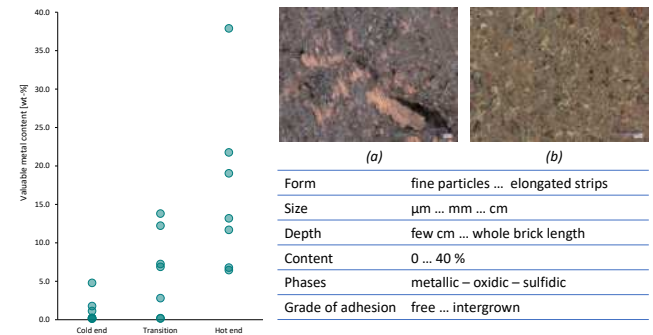 40.0
35.0
30.0
25.0
20.0
15.0
10.0
5.0
0.0
Valuable metal content [wt-%]
Cold end Transition Hot end
(a) (b)
Form fine particles … elongated strips
Size µm … mm … cm
Depth few cm … whole brick length
Content 0 … 40 %
Phases metallic – oxidic – sulfidic
Grade of adhesion free … intergrown